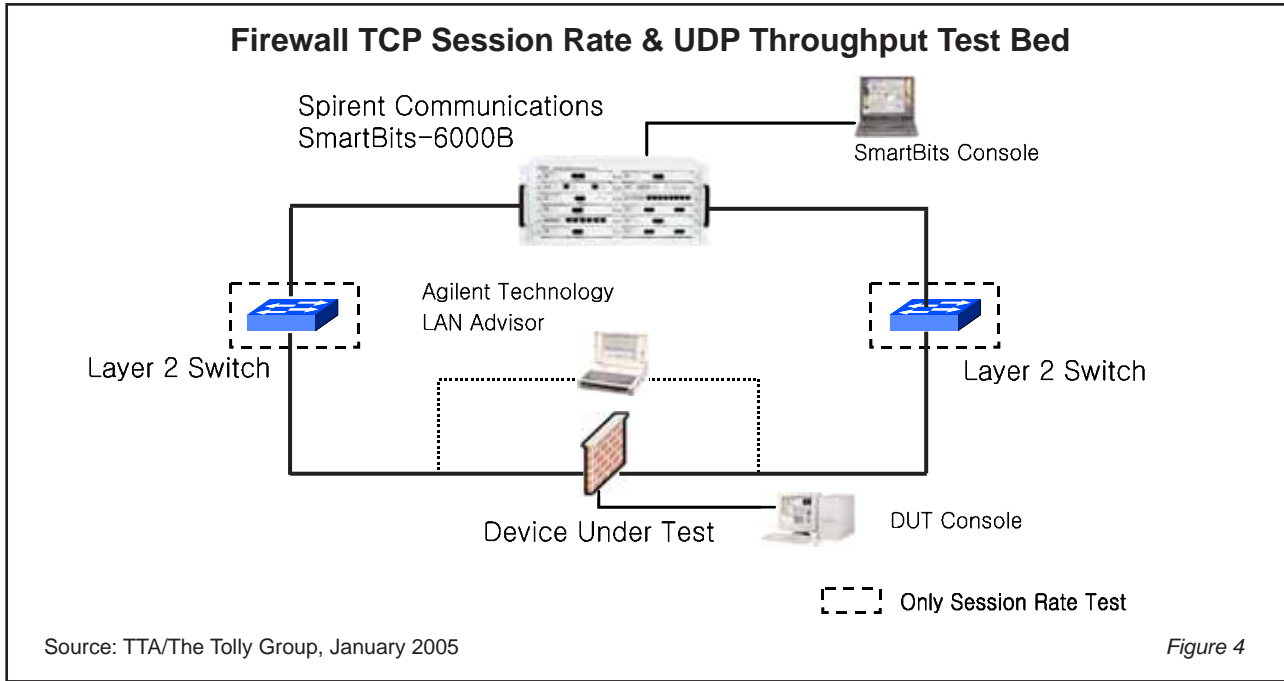 Firewall TCP Session Rate & UDP Throughput Test Bed
Spirent Communications
SmartBits-6000B
SmartBits Console
Agilent Technology
LAN Advisor
Layer 2 Switch
Layer 2 Switch
Device Under Test
DUT Console
Only Session Rate Test
Source: TTA/The Tolly Group, January 2005
Figure 4